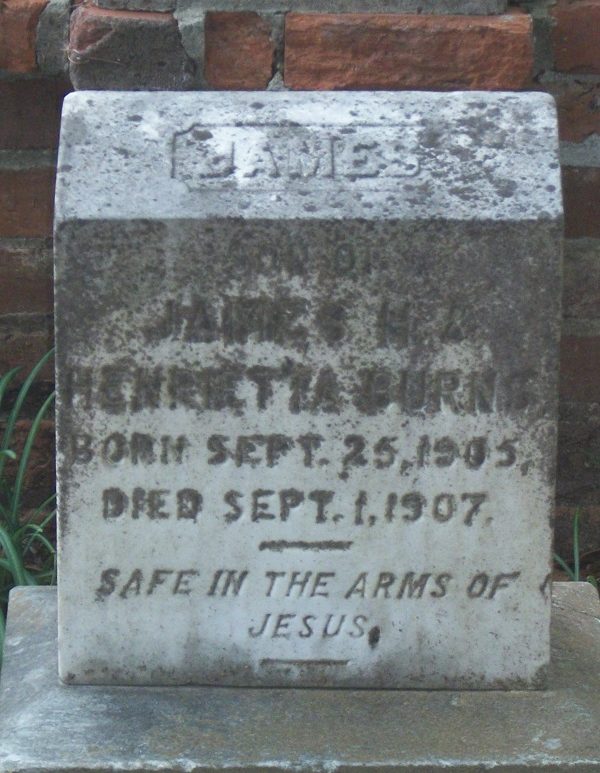 JAMES
SON OF
JAMES H. &
HENRIETTA BURNS
BORN SEPT. 25, 1905,
DIED SEPT. 1, 1907.
SAFE IN THE ARMS OF
JESUS.